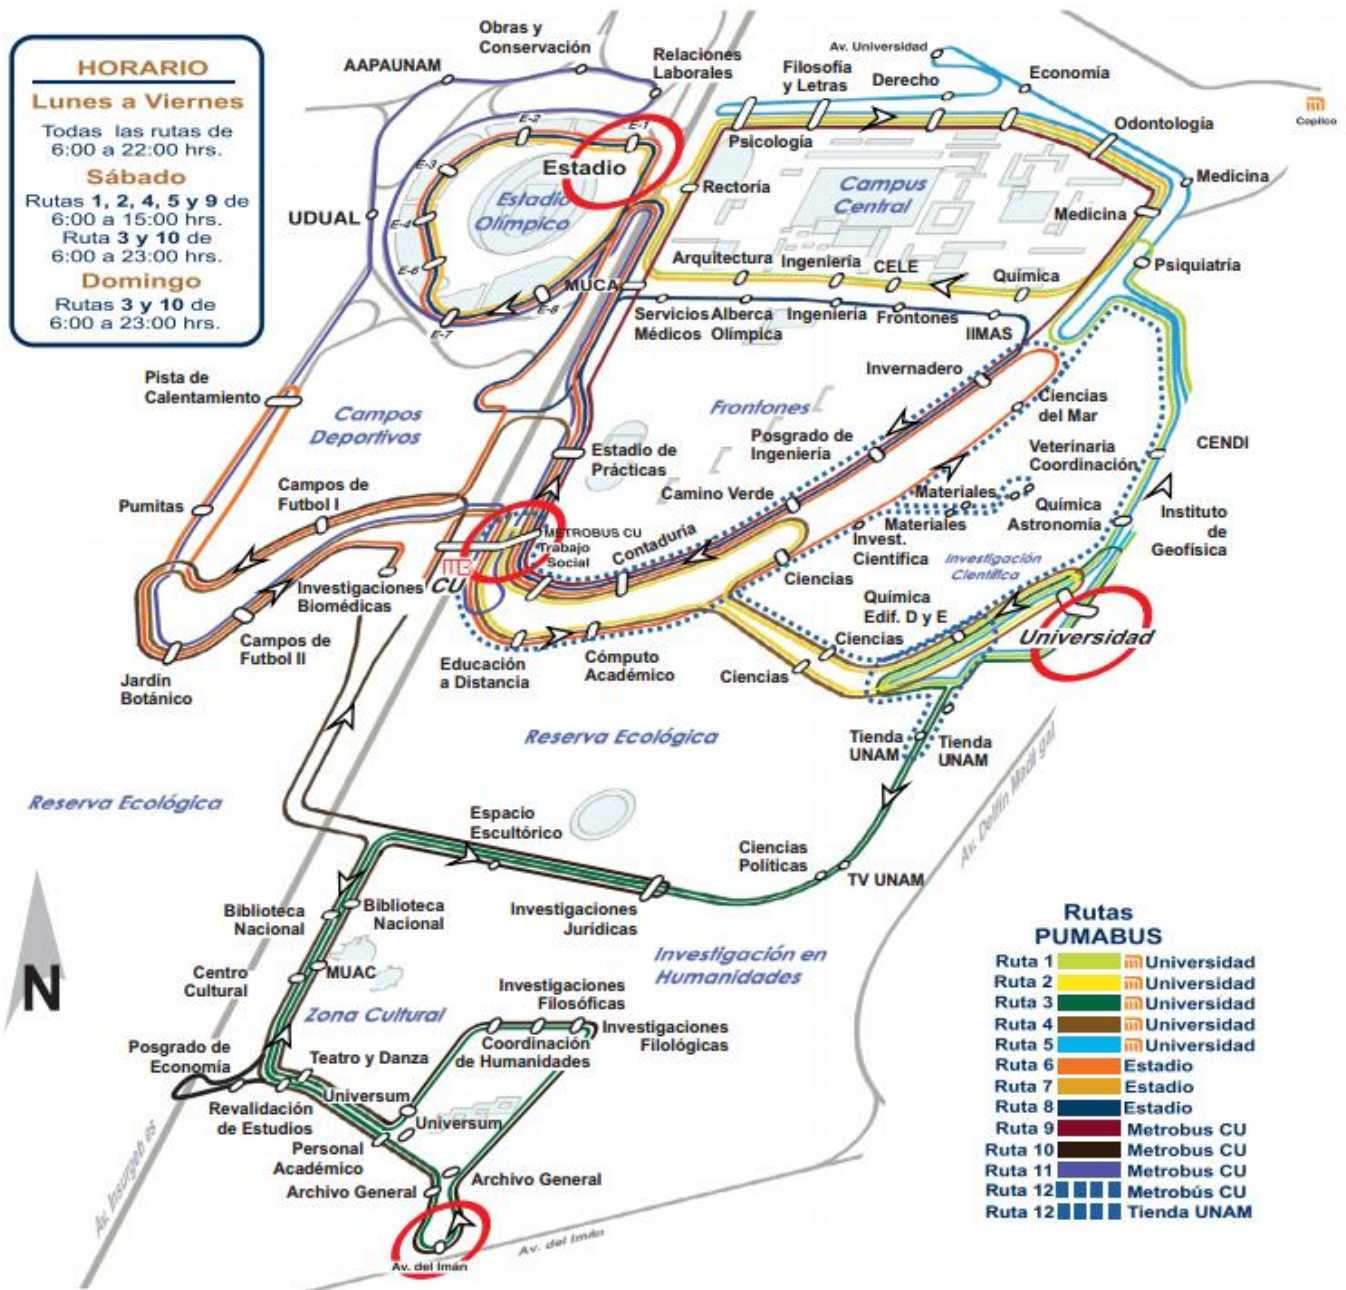 HORARIO
Lunes a Viernes
Todas las rutas de
6:00 a 22:00 hrs.
Sábado
Rutas 1, 2, 4, 5 y 9 de
6:00 a 15:00 hrs.
Ruta 3 y 10 de
6:00 a 23:00 hrs.
Domingo
Rutas 3 y 10 de
6:00 a 23:00 hrs.
Obras y
Conservación
AAPAUNAM
Relaciones
Laborales
Av. Universidad
Filosofía
y Letras
Derecho
Economía
Copilco
Odontología
Psicología
E-1
E-2
E-3
E-4
E-6
E-7
E-8
Estadio
Estadio
Olímpico
UDUAL
MUCA
Rectoría
Campus
Central
Medicina
Medicina
Psiquiatría
Arquitectura
Ingeniería
CELE
Química
Servicios
Médicos
Alberca
Olímpica
Ingeniería
Frontones
IIMAS
Invernadero
Pista de
Calentamiento
Campos
Deportivos
Frontones
Ciencias
del Mar
Posgrado de
Ingeniería
Estadio de
Prácticas
Veterinaria
Coordinación
CENDI
Pumitas
Campos de
Futbol I
Camino Verde
Materiales
Materiales
Química
Astronomía
Instituto
de
Geofísica
METROBUS CU
Trabajo
Social
Contaduría
Invest.
Científica
Investigación
Científica
Ciencias
CU
Investigaciones
Biomédicas
Campos de
Futbol II
Química
Edif. D y E
Ciencias
Universidad
Jardín
Botánico
Educación
a Distancia
Cómputo
Académico
Ciencias
Reserva Ecológica
Tienda
UNAM
Tienda
UNAM
Reserva Ecológica
Espacio
Escultórico
Av. Delfín Madrigal
Ciencias
Políticas
TV UNAM
Biblioteca
Nacional
Biblioteca
Nacional
Investigaciones
Jurídicas
Investigación en
Humanidades
Centro
Cultural
MUAC
Zona Cultural
Investigaciones
Filosóficas
Coordinación
de Humanidades
Investigaciones
Filológicas
N
Posgrado de
Economía
Teatro y Danza
Universum
Universum
Revalidación
de Estudios
Personal
Académico
Archivo General
Archivo General
Av. Insurgentes
Av. del Imán
Av. del Imán
Rutas
PUMABUS
Ruta 1 Universidad
Ruta 2 Universidad
Ruta 3 Universidad
Ruta 4 Universidad
Ruta 5 Universidad
Ruta 6 Estadio
Ruta 7 Estadio
Ruta 8 Estadio
Ruta 9 Metrobus CU
Ruta 10 Metrobus CU
Ruta 11 Metrobus CU
Ruta 12 Metrobús CU
Ruta 12 Tienda UNAM